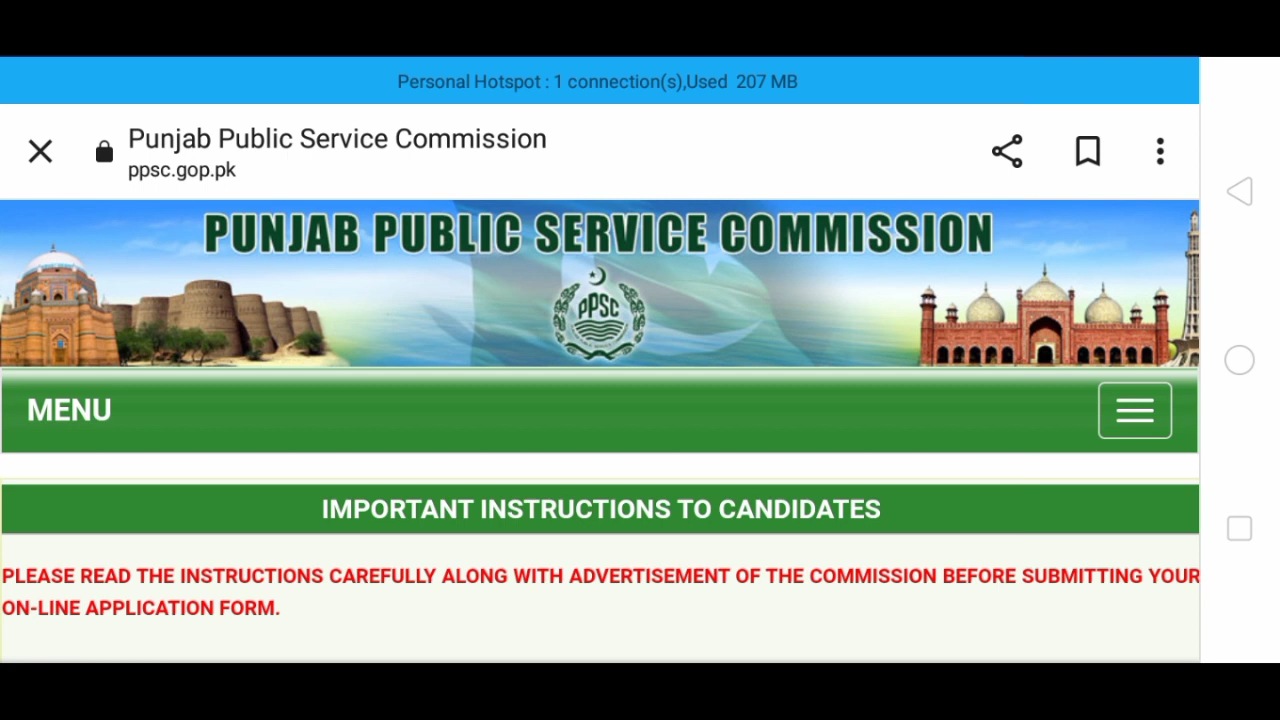 Personal Hotspot : 1 connection(s),Used 207 MB
Punjab Public Service Commission
ppsc.gop.pk
PUNJAB PUBLIC SERVICE COMMISSION
PPSC
MENU
IMPORTANT INSTRUCTIONS TO CANDIDATES
PLEASE READ THE INSTRUCTIONS CAREFULLY ALONG WITH ADVERTISEMENT OF THE COMMISSION BEFORE SUBMITTING YOUR
ON-LINE APPLICATION FORM.